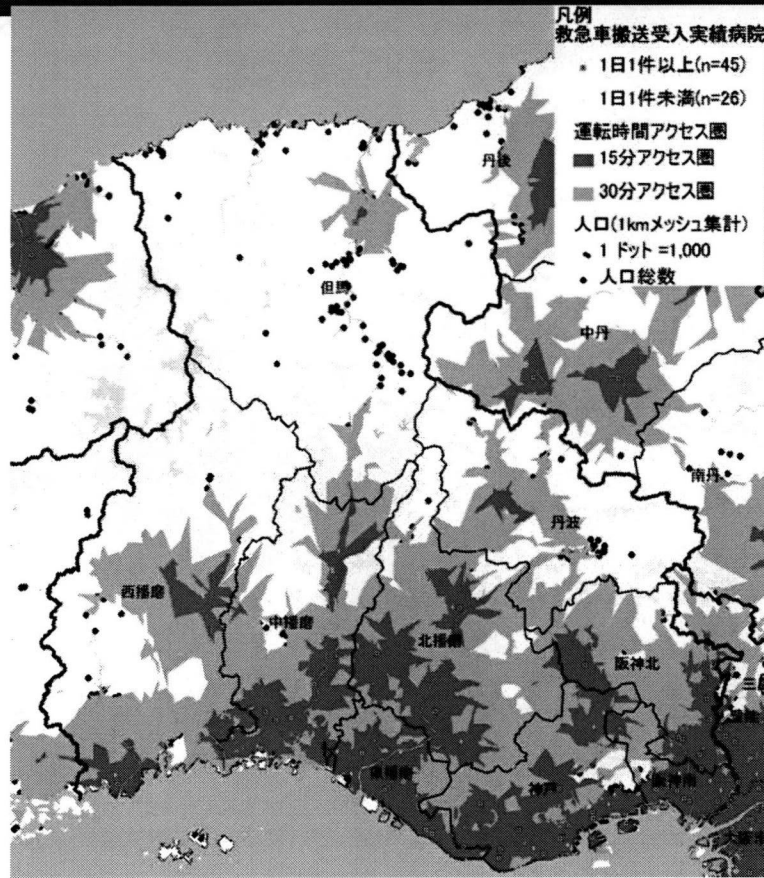 凡例
救急車搬送受入実績病院
1日1件以上(n=45)
1日1件未満(n=26)
運転時間アクセス圏
15分アクセス圏
30分アクセス圏
人口(1kmメッシュ集計)
1 ドット =1,000
人口総数
丹後
但馬
中丹
南丹
丹波
西播磨
中播磨
北播磨
阪神北
東播磨
神戸
阪神南